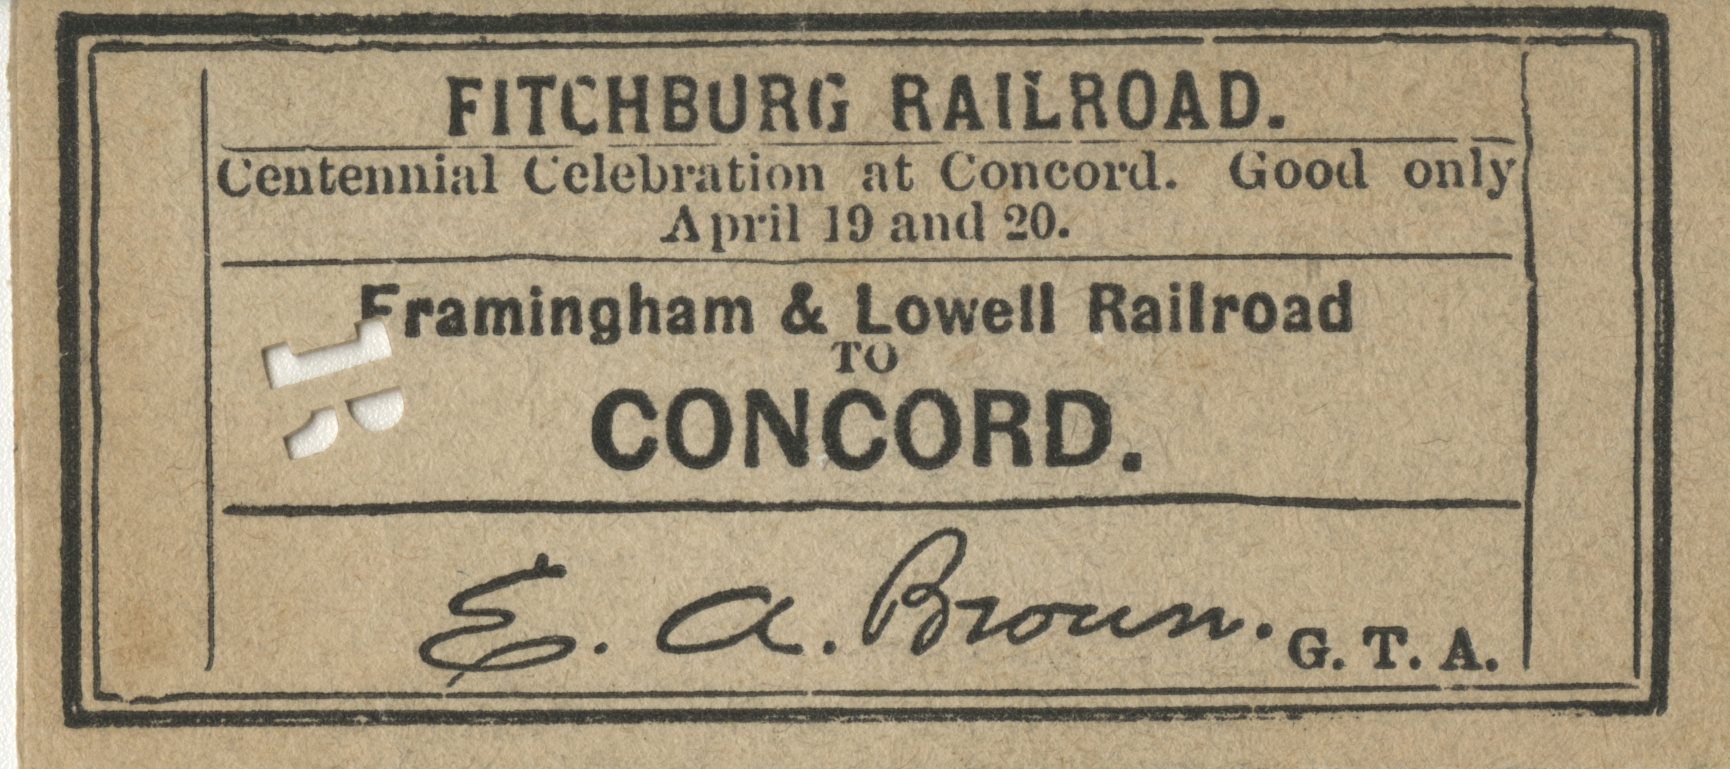 FITCHBURG RAILROAD.
Centennial Celebration at Concord. Good only
April 19 and 20.
Framingham & Lowell Railroad
TO
CONCORD.
E. A. Brown. G. T. A.